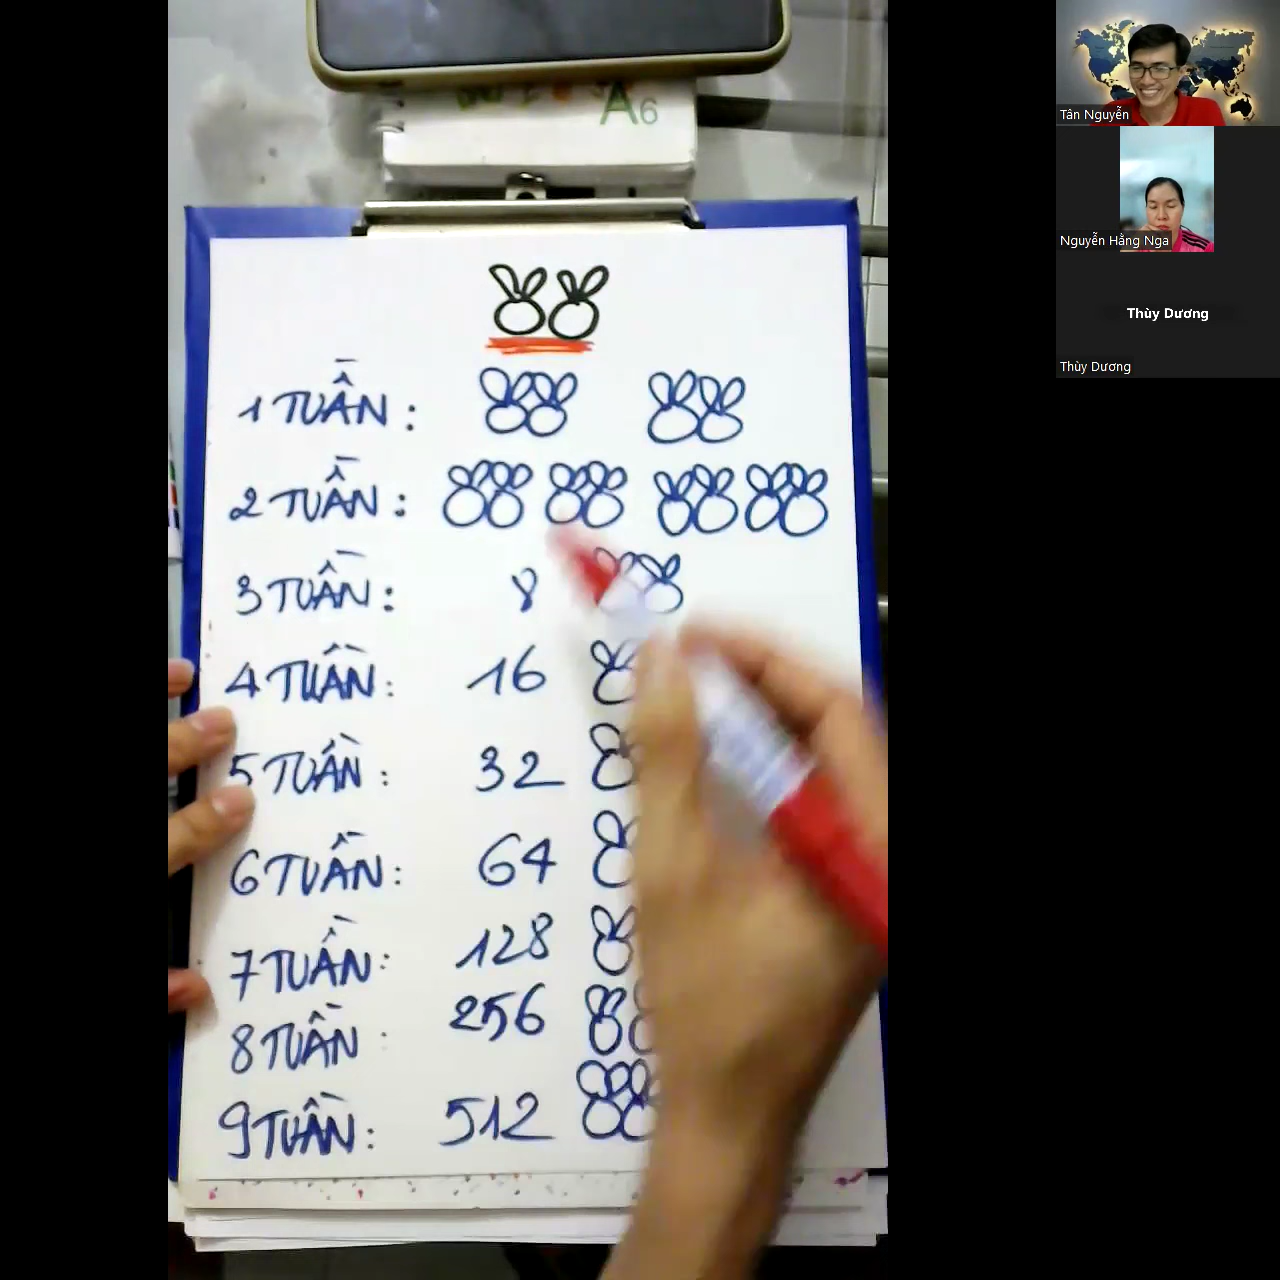 A6
1 TUẦN:
2 TUẦN:
3 TUẦN: 8
4 TUẦN: 16
5 TUẦN: 32
6 TUẦN: 64
7 TUẦN: 128
8 TUẦN: 256
9 TUẦN: 512
Tân Nguyễn
Nguyễn Hằng Nga
Thùy Dương
Thùy Dương